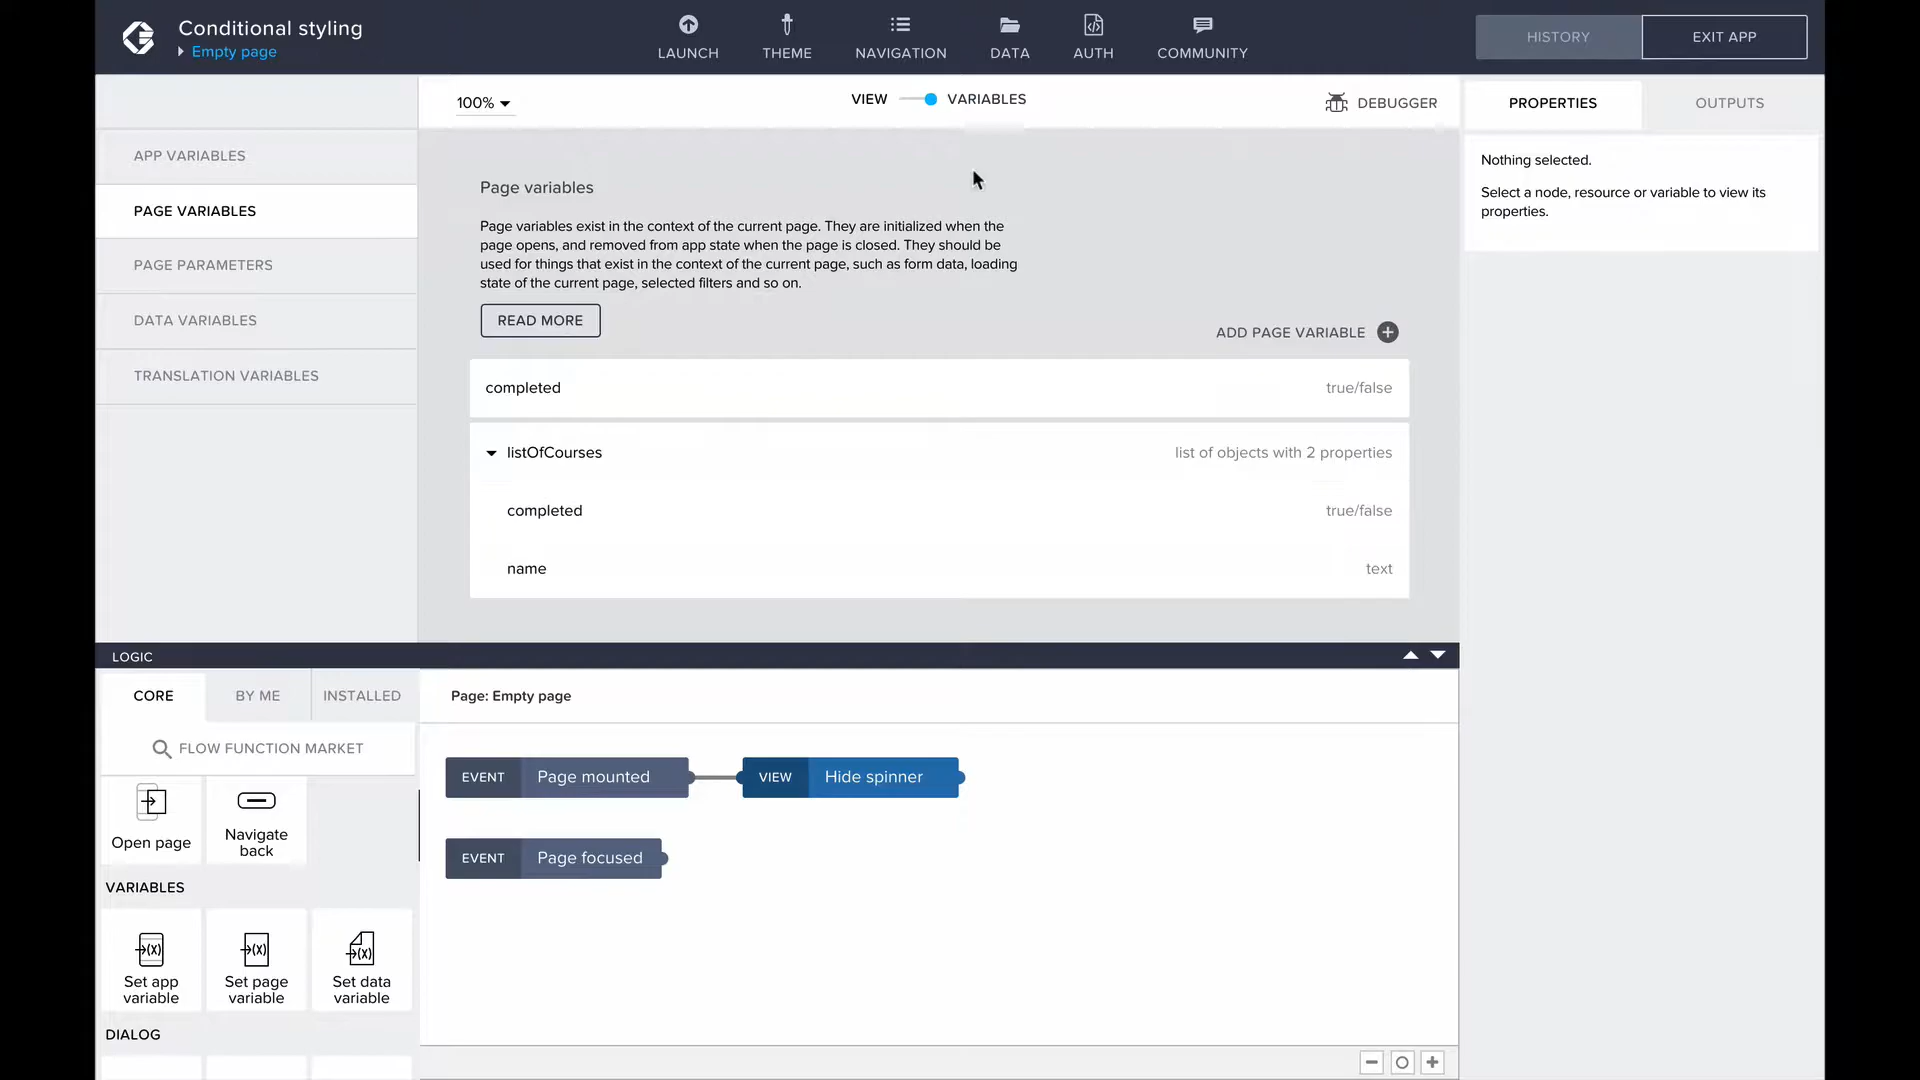 Conditional styling
Empty page
LAUNCH
THEME
NAVIGATION
DATA
AUTH
COMMUNITY
HISTORY
EXIT APP
100%
VIEW
VARIABLES
DEBUGGER
PROPERTIES
OUTPUTS
APP VARIABLES
PAGE VARIABLES
PAGE PARAMETERS
DATA VARIABLES
TRANSLATION VARIABLES
Page variables
Page variables exist in the context of the current page. They are initialized when the
page opens, and removed from app state when the page is closed. They should be
used for things that exist in the context of the current page, such as form data, loading
state of the current page, selected filters and so on.
READ MORE
ADD PAGE VARIABLE
completed true/false
listOfCourses list of objects with 2 properties
completed true/false
name text
Nothing selected.
Select a node, resource or variable to view its
properties.
LOGIC
CORE
BY ME
INSTALLED
FLOW FUNCTION MARKET
Open page
Navigate
back
VARIABLES
Set app
variable
Set page
variable
Set data
variable
DIALOG
Page: Empty page
EVENT Page mounted
VIEW Hide spinner
EVENT Page focused